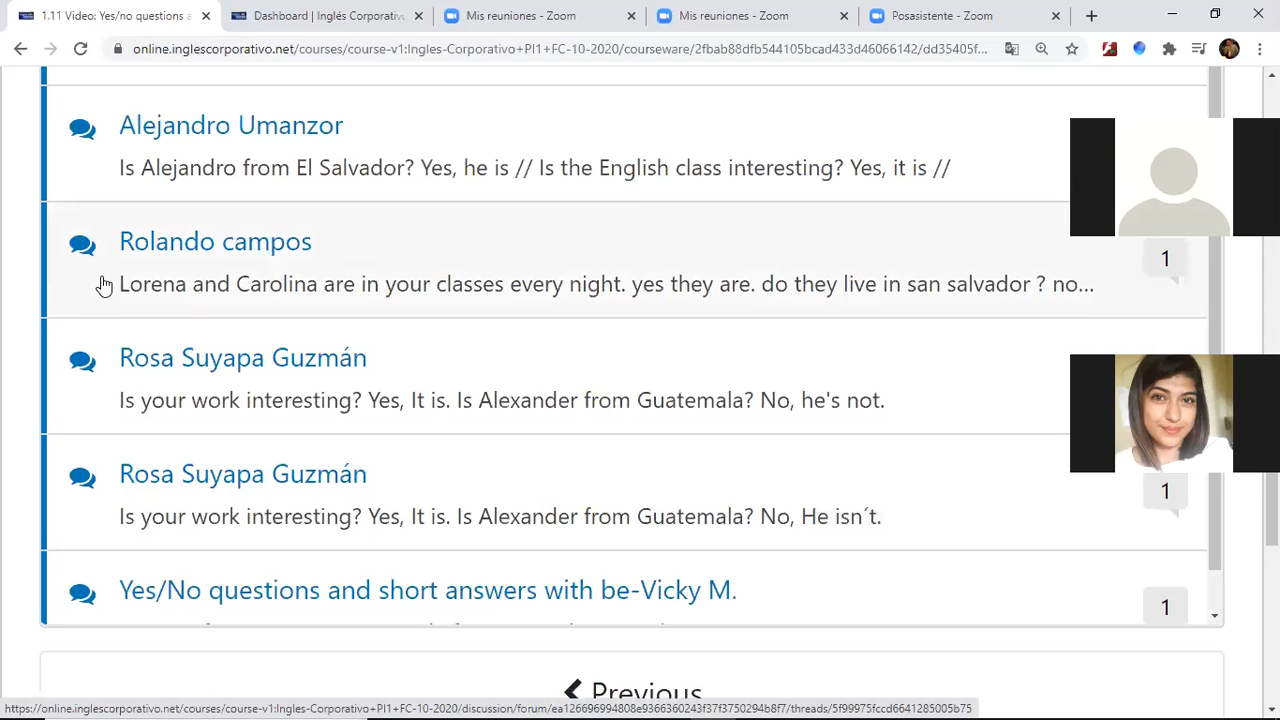 1.11 Video: Yes/No questions a
Dashboard | Inglés Corporativo
Mis reuniones - Zoom
Mis reuniones - Zoom
Posasistente - Zoom
online.inglescorporativo.net/courses/course-v1:Ingles-Corporativo+PI1+FC-10-2020/courseware/2fbab88dfb544105bcad433d46066142/dd35405f...
Alejandro Umanzor
Is Alejandro from El Salvador? Yes, he is // Is the English class interesting? Yes, it is //
Rolando campos
1
Lorena and Carolina are in your classes every night. yes they are. do they live in san salvador ? no...
Rosa Suyapa Guzmán
Is your work interesting? Yes, It is. Is Alexander from Guatemala? No, he's not.
Rosa Suyapa Guzmán
1
Is your work interesting? Yes, It is. Is Alexander from Guatemala? No, He isn´t.
Yes/No questions and short answers with be-Vicky M.
1
Previous
https://online.inglescorporativo.net/courses/course-v1:Ingles-Corporativo+PI1+FC-10-2020/discussion/forum/ea126696994808e9366360243f37f3750294b8f7/threads/5f99975fccd6641285005b75